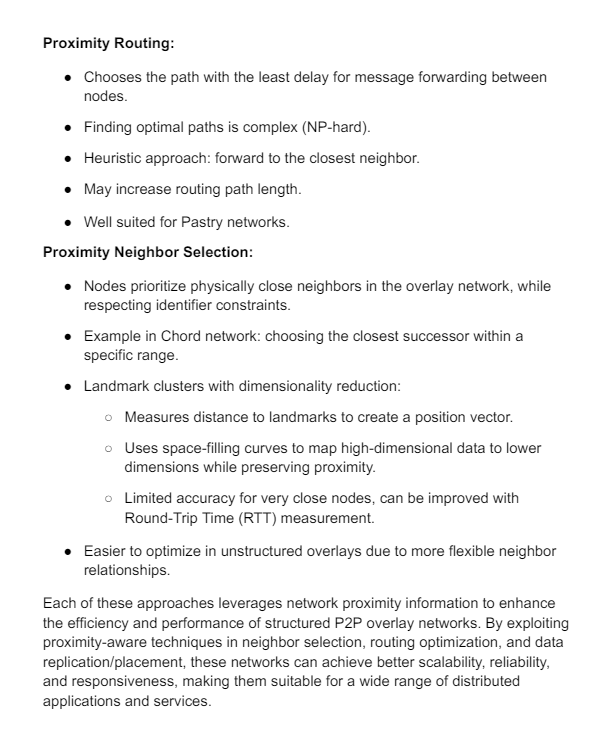 Proximity Routing:
● Chooses the path with the least delay for message forwarding between
nodes.
● Finding optimal paths is complex (NP-hard).
● Heuristic approach: forward to the closest neighbor.
● May increase routing path length.
● Well suited for Pastry networks.
Proximity Neighbor Selection:
● Nodes prioritize physically close neighbors in the overlay network, while
respecting identifier constraints.
● Example in Chord network: choosing the closest successor within a
specific range.
● Landmark clusters with dimensionality reduction:
○ Measures distance to landmarks to create a position vector.
○ Uses space-filling curves to map high-dimensional data to lower
dimensions while preserving proximity.
○ Limited accuracy for very close nodes, can be improved with
Round-Trip Time (RTT) measurement.
● Easier to optimize in unstructured overlays due to more flexible neighbor
relationships.
Each of these approaches leverages network proximity information to enhance
the efficiency and performance of structured P2P overlay networks. By exploiting
proximity-aware techniques in neighbor selection, routing optimization, and data
replication/placement, these networks can achieve better scalability, reliability,
and responsiveness, making them suitable for a wide range of distributed
applications and services.